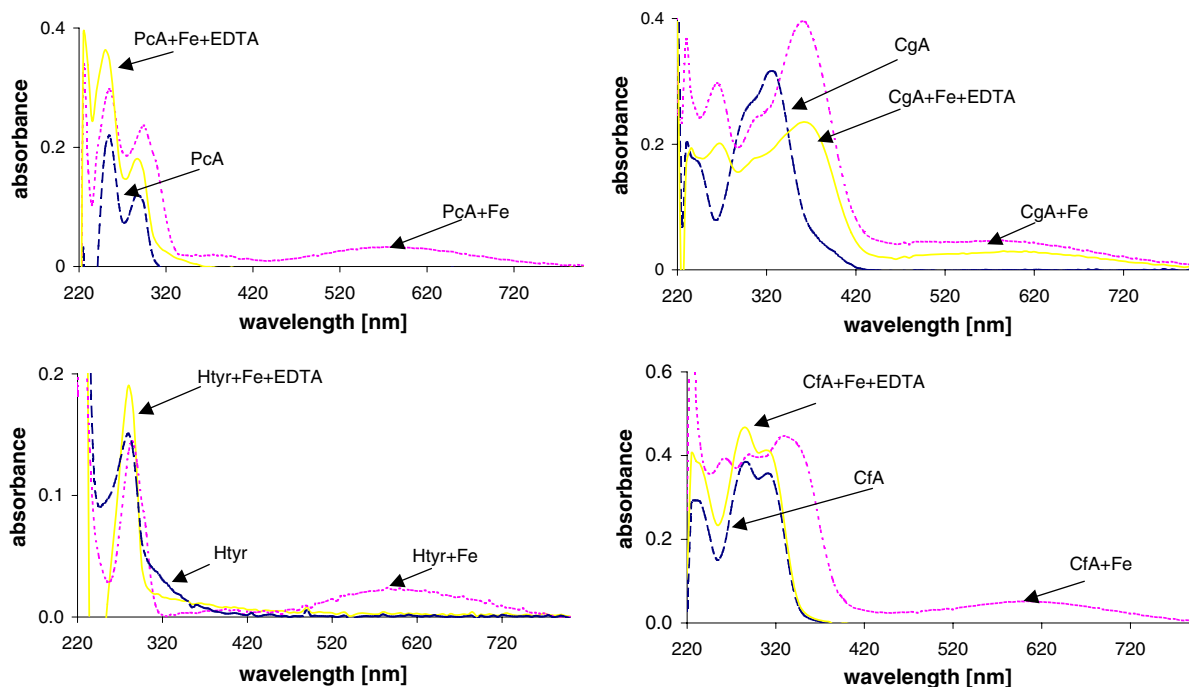 0.4
0.2
0
absorbance
PcA+Fe+EDTA
PcA
PcA+Fe
220 320 420 520 620 720
wavelength [nm]
0.4
0.2
0
absorbance
CgA
CgA+Fe+EDTA
CgA+Fe
220 320 420 520 620 720
wavelength [nm]
0.2
0.1
0.0
absorbance
Htyr+Fe+EDTA
Htyr
Htyr+Fe
220 320 420 520 620 720
wavelength [nm]
0.6
0.4
0.2
0.0
absorbance
CfA+Fe+EDTA
CfA
CfA+Fe
220 320 420 520 620 720
wavelength [nm]